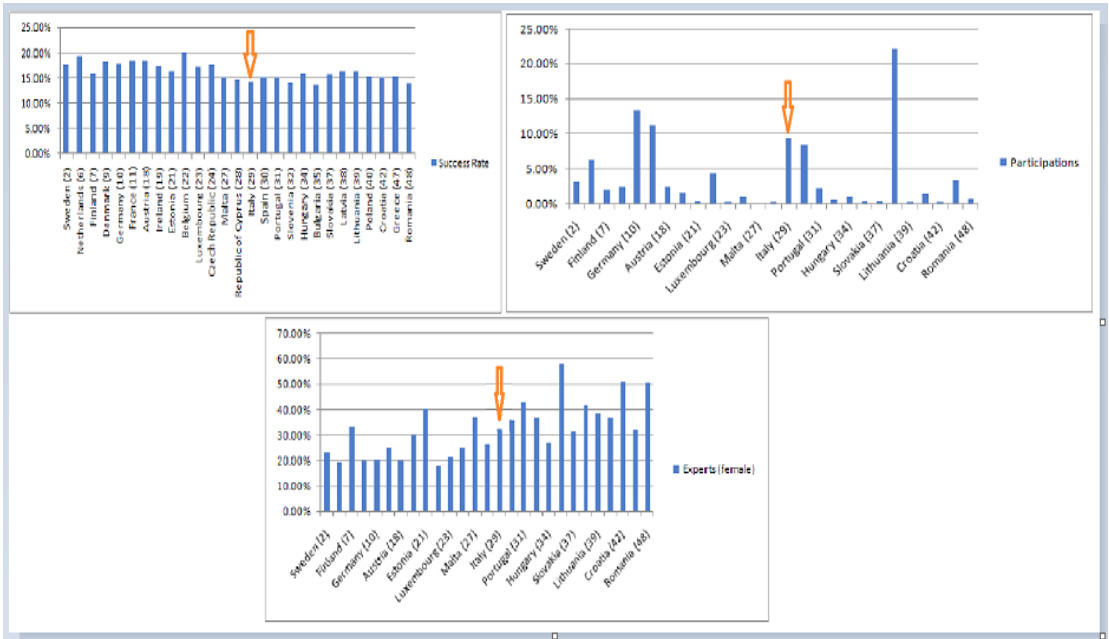 25.00%
20.00%
15.00%
10.00%
5.00%
0.00%
Sweden (2)
Netherlands (6)
Finland (7)
Denmark (9)
Germany (10)
France (11)
Austria (18)
Ireland (19)
Estonia (21)
Belgium (22)
Luxembourg (23)
Czech Republic (24)
Malta (27)
Republic of Cyprus (28)
Italy (29)
Spain (30)
Portugal (31)
Slovenia (32)
Hungary (34)
Bulgaria (35)
Slovakia (37)
Latvia (38)
Lithuania (39)
Poland (40)
Croatia (42)
Greece (47)
Romania (48)
Success Rate
25.00%
20.00%
15.00%
10.00%
5.00%
0.00%
Sweden (2)
Finland (7)
Germany (10)
Austria (18)
Estonia (21)
Luxembourg (23)
Malta (27)
Italy (29)
Portugal (31)
Hungary (34)
Slovakia (37)
Lithuania (39)
Croatia (42)
Romania (48)
Participations
70.00%
60.00%
50.00%
40.00%
30.00%
20.00%
10.00%
0.00%
Sweden (2)
Finland (7)
Germany (10)
Austria (18)
Estonia (21)
Luxembourg (23)
Malta (27)
Italy (29)
Portugal (31)
Hungary (34)
Slovakia (37)
Lithuania (39)
Croatia (42)
Romania (48)
Experts (female)